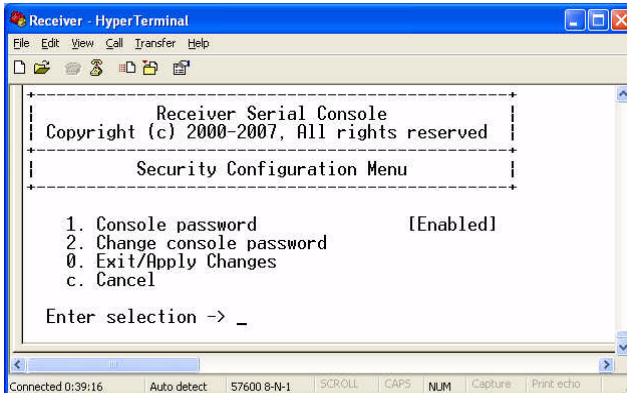 Receiver - HyperTerminal
File Edit View Call Transfer Help
Receiver Serial Console
Copyright (c) 2000-2007, All rights reserved
Security Configuration Menu
1. Console password [Enabled]
2. Change console password
0. Exit/Apply Changes
c. Cancel
Enter selection -> _
Connected 0:39:16 Auto detect 57600 8-N-1 SCROLL CAPS NUM Capture Print echo